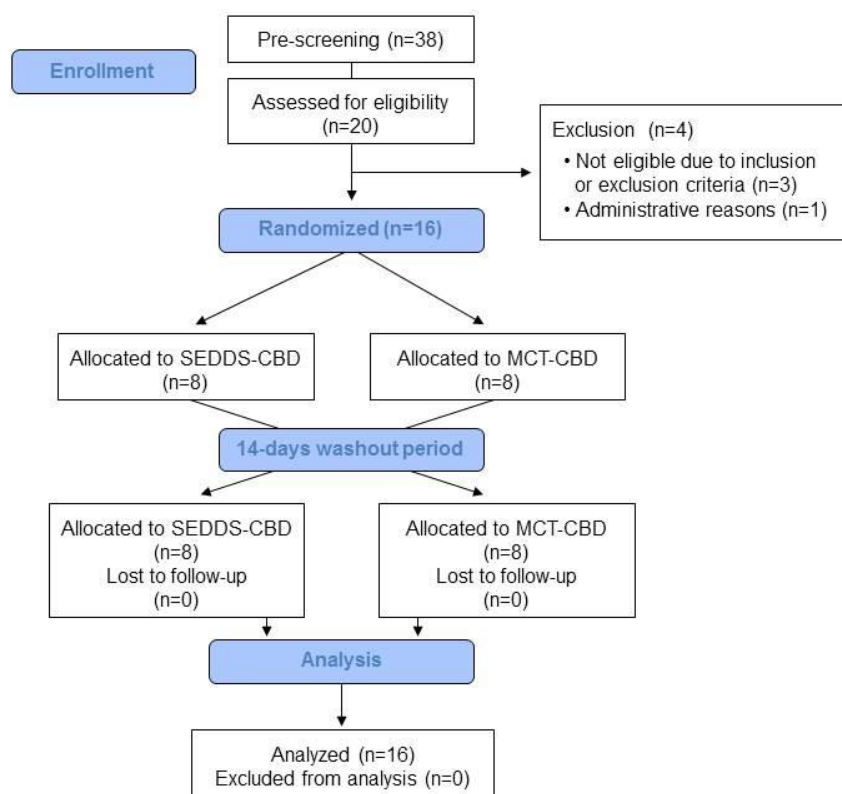 Pre-screening (n=38)
Enrollment
Assessed for eligibility
(n=20)
Exclusion (n=4)
• Not eligible due to inclusion
or exclusion criteria (n=3)
• Administrative reasons (n=1)
Randomized (n=16)
Allocated to SEDDS-CBD
(n=8)
Allocated to MCT-CBD
(n=8)
14-days washout period
Allocated to SEDDS-CBD
(n=8)
Lost to follow-up
(n=0)
Allocated to MCT-CBD
(n=8)
Lost to follow-up
(n=0)
Analysis
Analyzed (n=16)
Excluded from analysis (n=0)